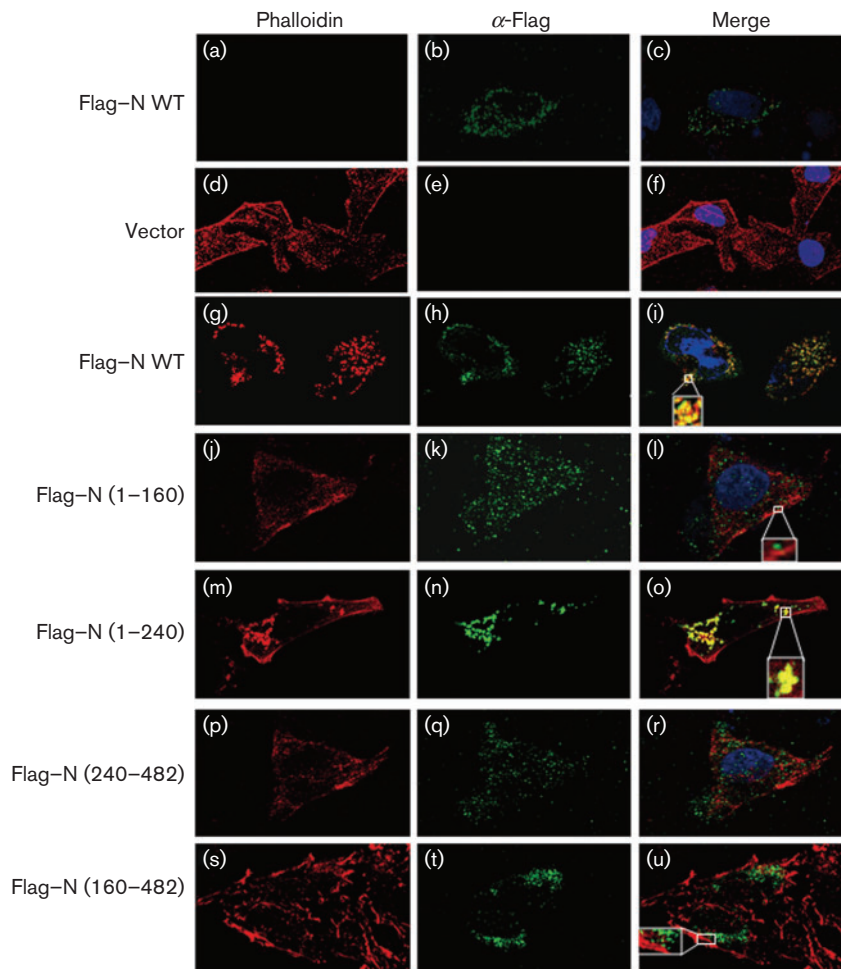 Phalloidin α-Flag Merge
Flag–N WT (a) (b) (c)
Vector (d) (e) (f)
Flag–N WT (g) (h) (i)
Flag–N (1–160) (j) (k) (l)
Flag–N (1–240) (m) (n) (o)
Flag–N (240–482) (p) (q) (r)
Flag–N (160–482) (s) (t) (u)